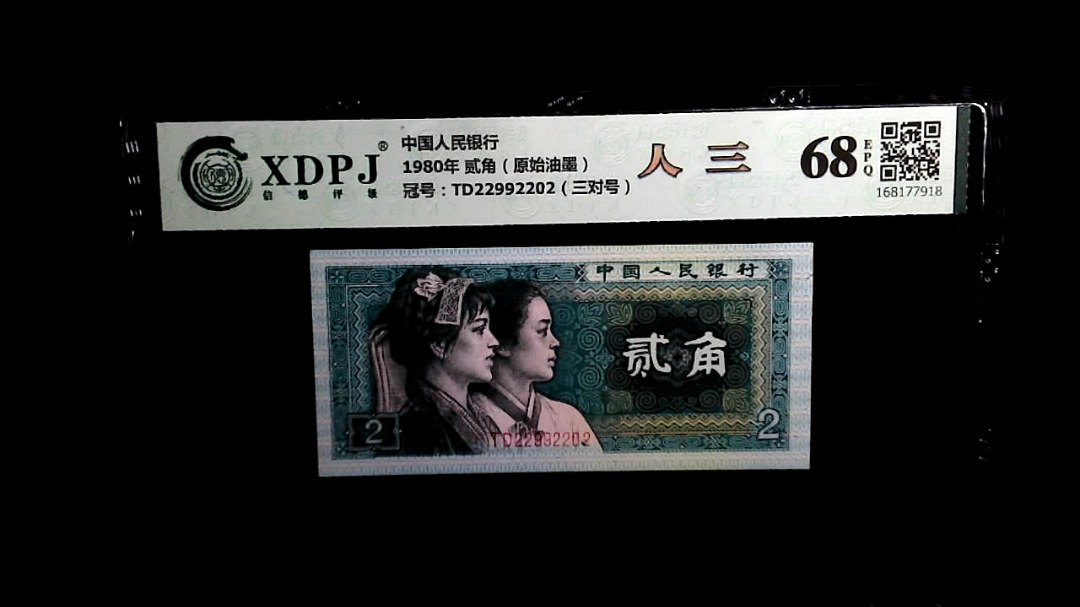 XDPJ®
信德评级
中国人民银行
1980年 贰角（原始油墨）
冠号：TD22992202（三对号）
人三
68
EPQ
168177918
中国人民银行
贰角
2
2
TD22992202